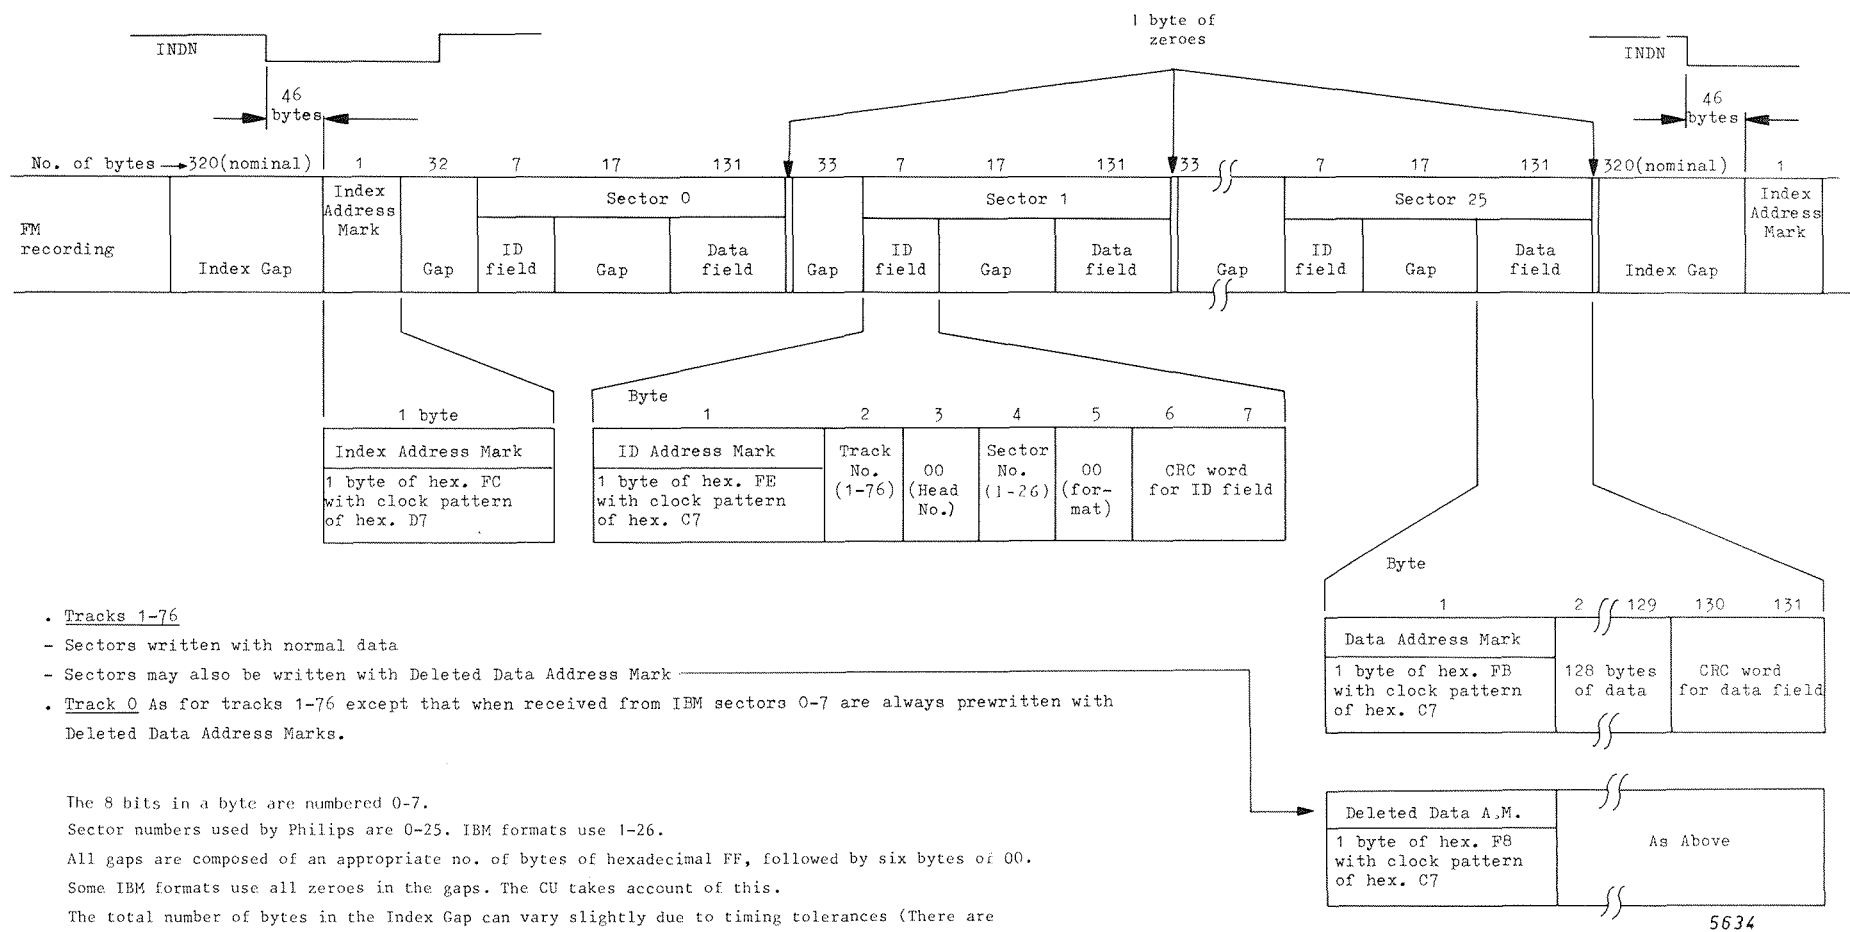 1 byte of
zeroes
INDN
INDN
46
bytes
46
bytes
No. of bytes 320(nominal) 1 32 7 17 131 33 7 17 131 33 7 17 131 320(nominal) 1
FM
recording
Index Gap
Index
Address
Mark
Gap
Sector 0
ID
field
Gap
Data
field
Gap
Sector 1
ID
field
Gap
Data
field
Gap
Sector 25
ID
field
Gap
Data
field
Index Gap
Index
Address
Mark
1 byte
Index Address Mark
1 byte of hex. FC
with clock pattern
of hex. D7
Byte
1 2 3 4 5 6 7
ID Address Mark
1 byte of hex. FE
with clock pattern
of hex. C7
Track
No.
(1-76)
00
(Head
No.)
Sector
No.
(1-26)
00
(for-
mat)
CRC word
for ID field
Byte
1 2 129 130 131
Data Address Mark
1 byte of hex. FB
with clock pattern
of hex. C7
128 bytes
of data
CRC word
for data field
. Tracks 1-76
- Sectors written with normal data
- Sectors may also be written with Deleted Data Address Mark
. Track 0 As for tracks 1-76 except that when received from IBM sectors 0-7 are always prewritten with
Deleted Data Address Marks.
Deleted Data A.M.
1 byte of hex. F8
with clock pattern
of hex. C7
As Above
The 8 bits in a byte are numbered 0-7.
Sector numbers used by Philips are 0-25. IBM formats use 1-26.
All gaps are composed of an appropriate no. of bytes of hexadecimal FF, followed by six bytes of 00.
Some IBM formats use all zeroes in the gaps. The CU takes account of this.
The total number of bytes in the Index Gap can vary slightly due to timing tolerances (There are
5634